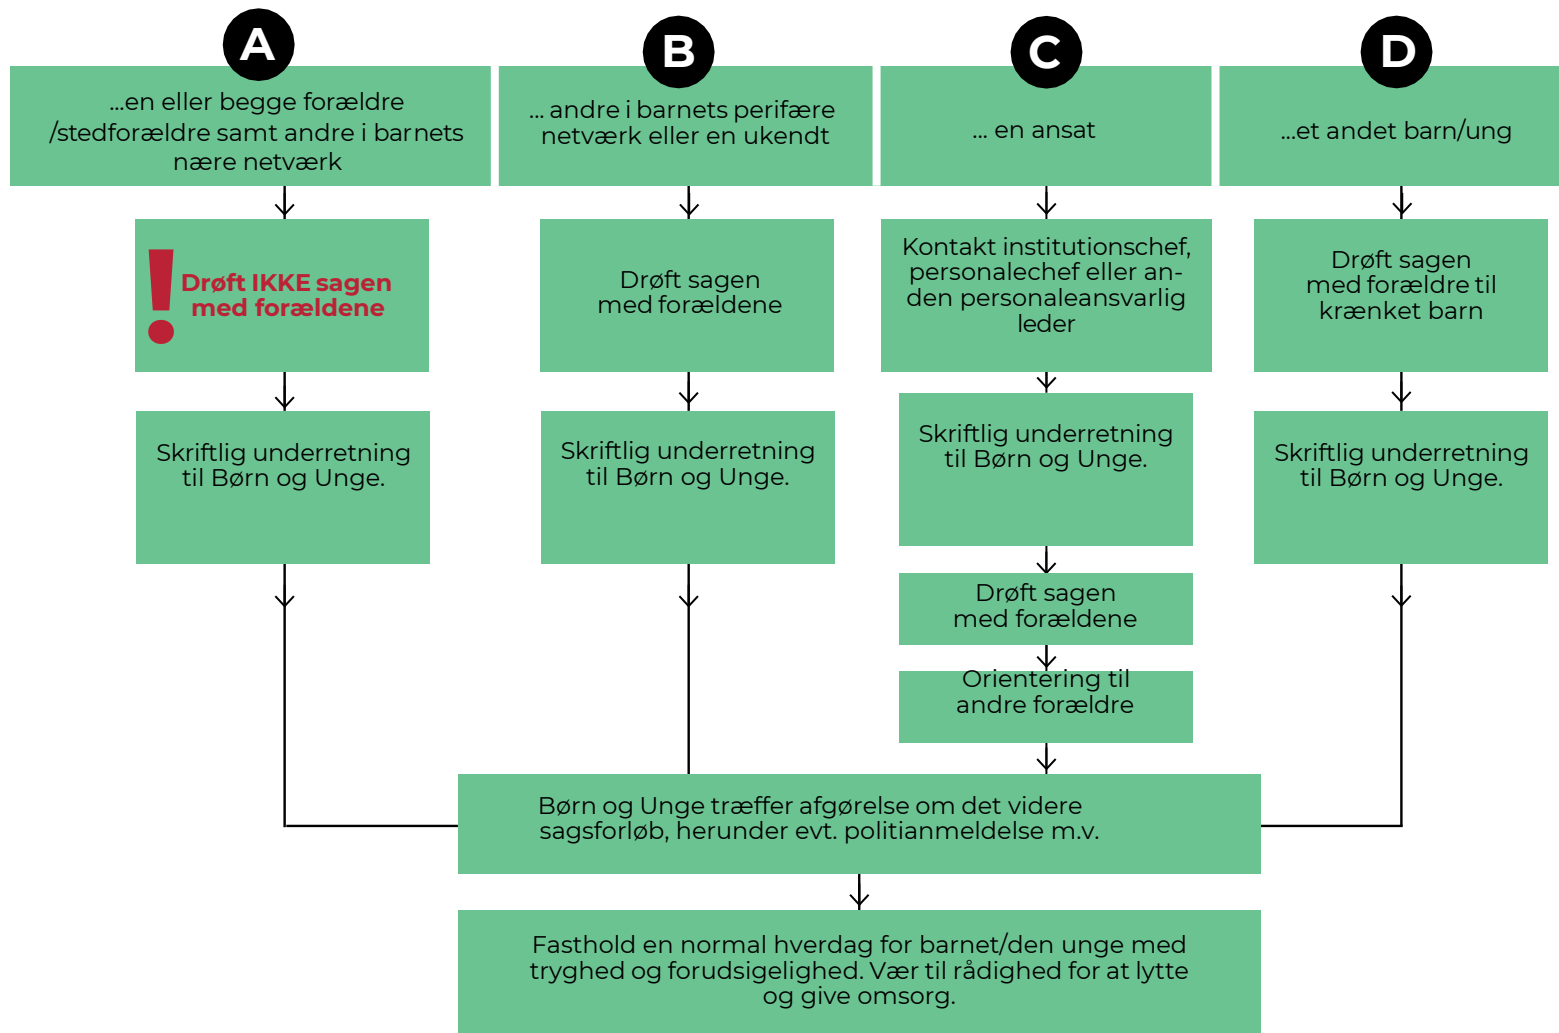 A
...en eller begge forældre
/stedforældre samt andre i barnets
nære netværk
B
... andre i barnets perifære
netværk eller en ukendt
C
... en ansat
D
...et andet barn/ung
! Drøft IKKE sagen
med forældene
Skriftlig underretning
til Børn og Unge.
Drøft sagen
med forældene
Skriftlig underretning
til Børn og Unge.
Kontakt institutionschef,
personalechef eller an-
den personaleansvarlig
leder
Skriftlig underretning
til Børn og Unge.
Drøft sagen
med forældene
Orientering til
andre forældre
Drøft sagen
med forældre til
krænket barn
Skriftlig underretning
til Børn og Unge.
Børn og Unge træffer afgørelse om det videre
sagsforløb, herunder evt. politianmeldelse m.v.
Fasthold en normal hverdag for barnet/den unge med
tryghed og forudsigelighed. Vær til rådighed for at lytte
og give omsorg.